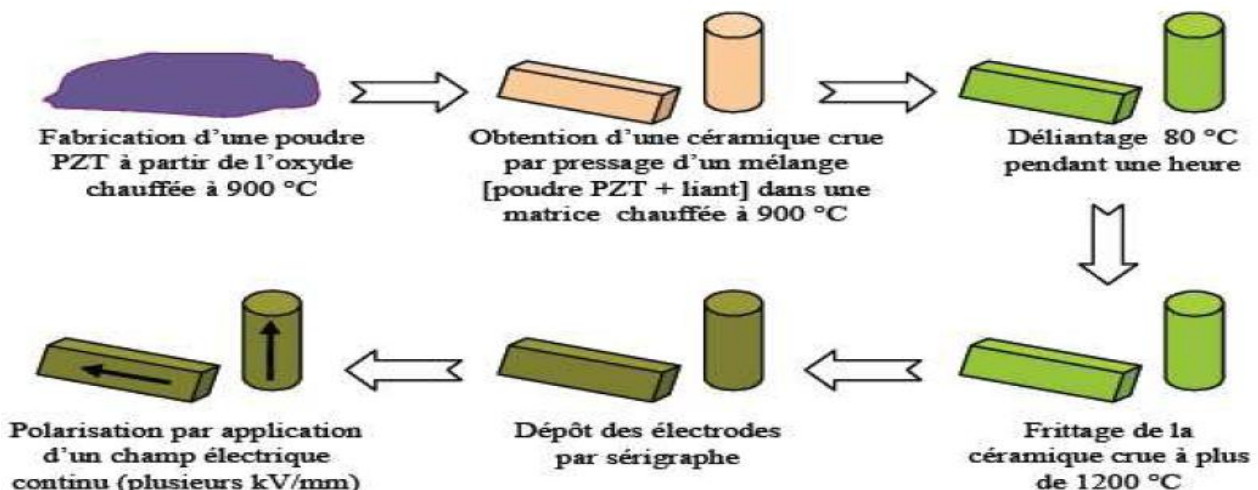 Fabrication d'une poudre
PZT à partir de l'oxyde
chauffée à 900 °C
Obtention d'une céramique crue
par pressage d'un mélange
[poudre PZT + liant] dans une
matrice chauffée à 900 °C
Déliantage 80 °C
pendant une heure
Frittage de la
céramique crue à plus
de 1200 °C
Dépôt des électrodes
par sérigraphe
Polarisation par application
d'un champ électrique
continu (plusieurs kV/mm)